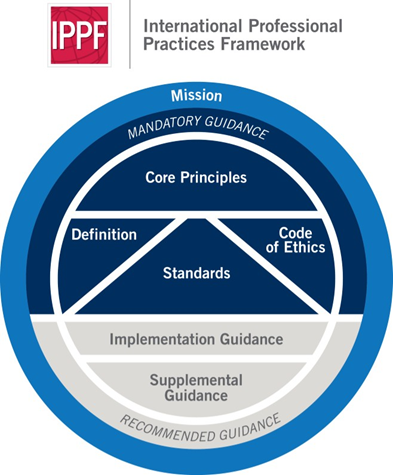 IPPF
International Professional
Practices Framework
Mission
MANDATORY GUIDANCE
Core Principles
Definition
Code
of Ethics
Standards
Implementation Guidance
Supplemental
Guidance
RECOMMENDED GUIDANCE